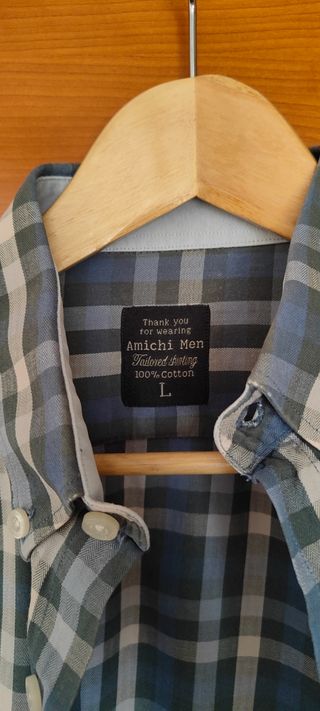 Thank you
for wearing
Amichi Men
Tailored shirting
100% Cotton
L